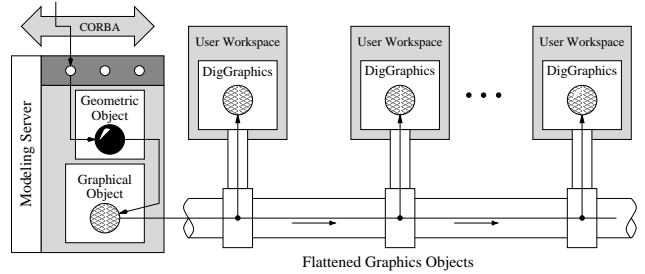 CORBA
User Workspace
DigGraphics
User Workspace
DigGraphics
User Workspace
DigGraphics
Modeling Server
Geometric
Object
Graphical
Object
Flattened Graphics Objects